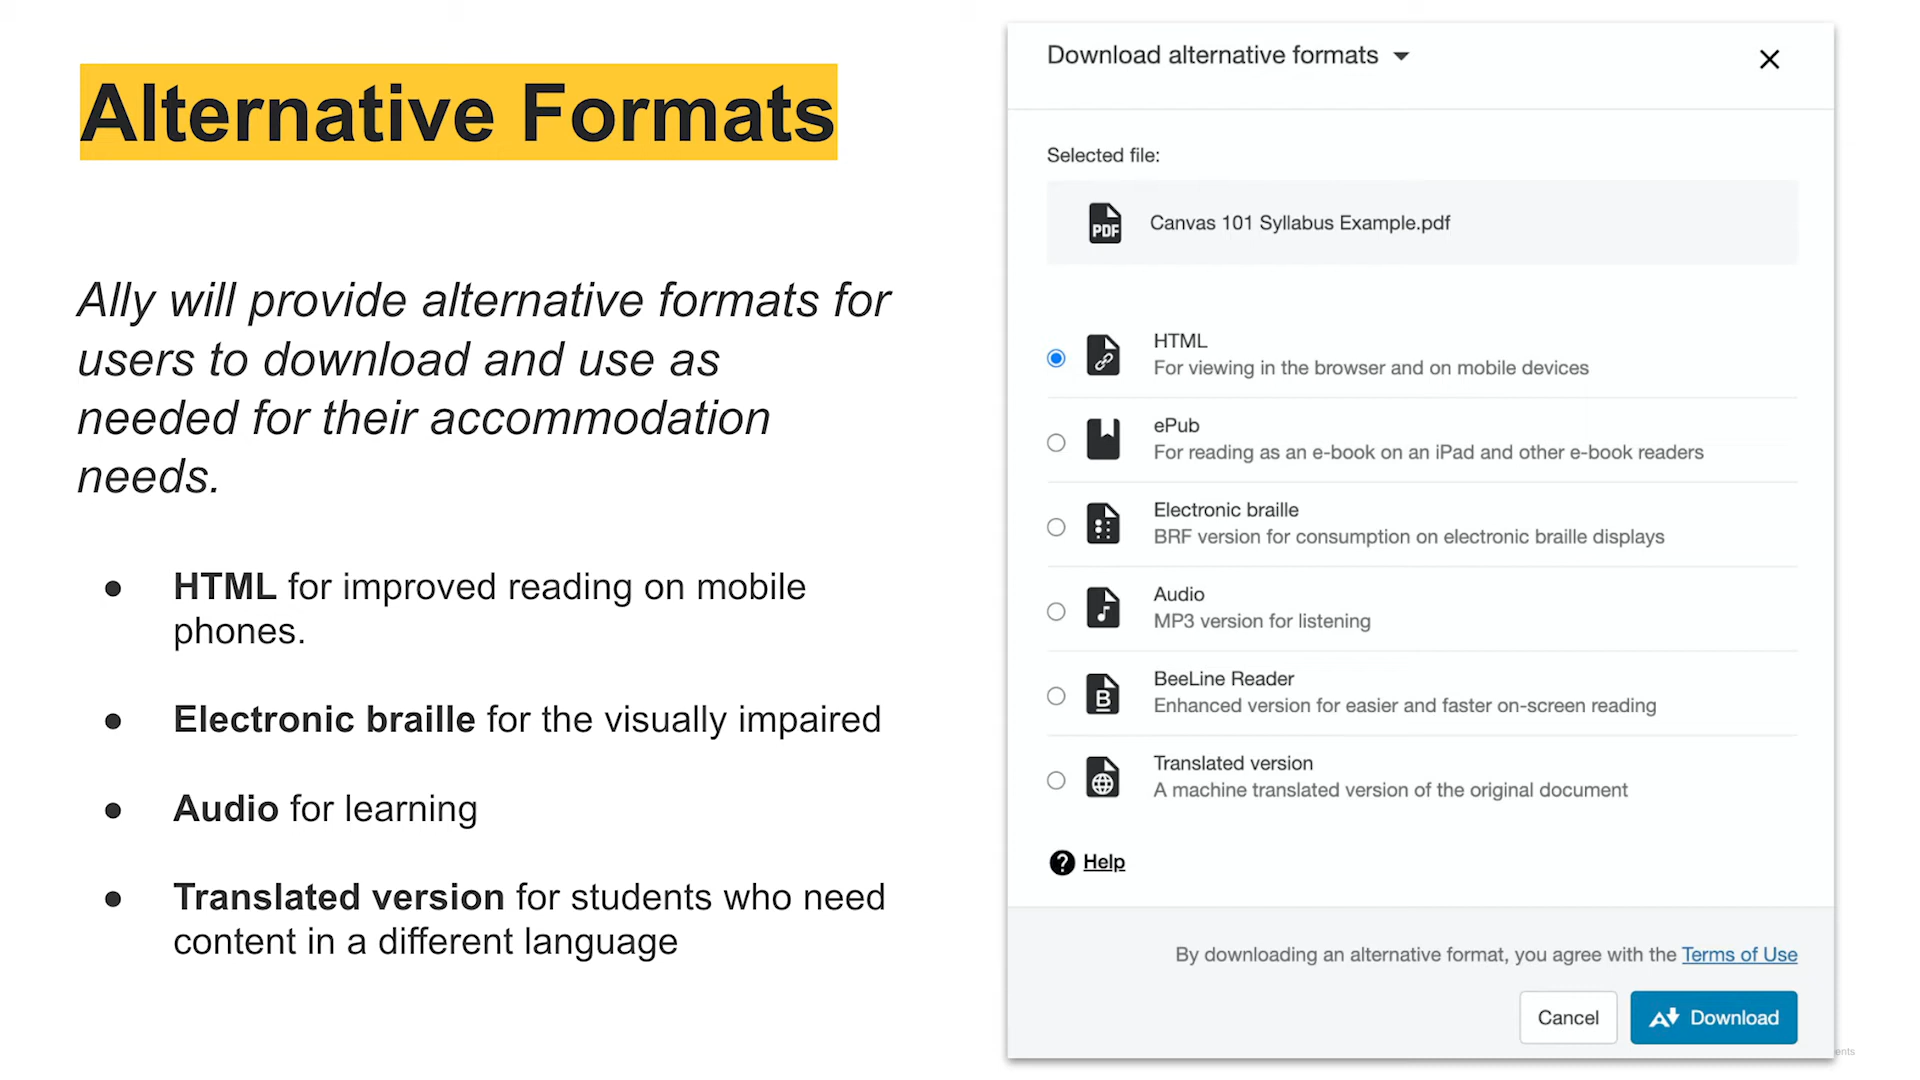 Alternative Formats
Ally will provide alternative formats for
users to download and use as
needed for their accommodation
needs.
● HTML for improved reading on mobile
phones.
● Electronic braille for the visually impaired
● Audio for learning
● Translated version for students who need
content in a different language
Download alternative formats
Selected file:
PDF
Canvas 101 Syllabus Example.pdf
HTML
For viewing in the browser and on mobile devices
ePub
For reading as an e-book on an iPad and other e-book readers
Electronic braille
BRF version for consumption on electronic braille displays
Audio
MP3 version for listening
B
BeeLine Reader
Enhanced version for easier and faster on-screen reading
Translated version
A machine translated version of the original document
? Help
By downloading an alternative format, you agree with the Terms of Use
Cancel
Download
ents